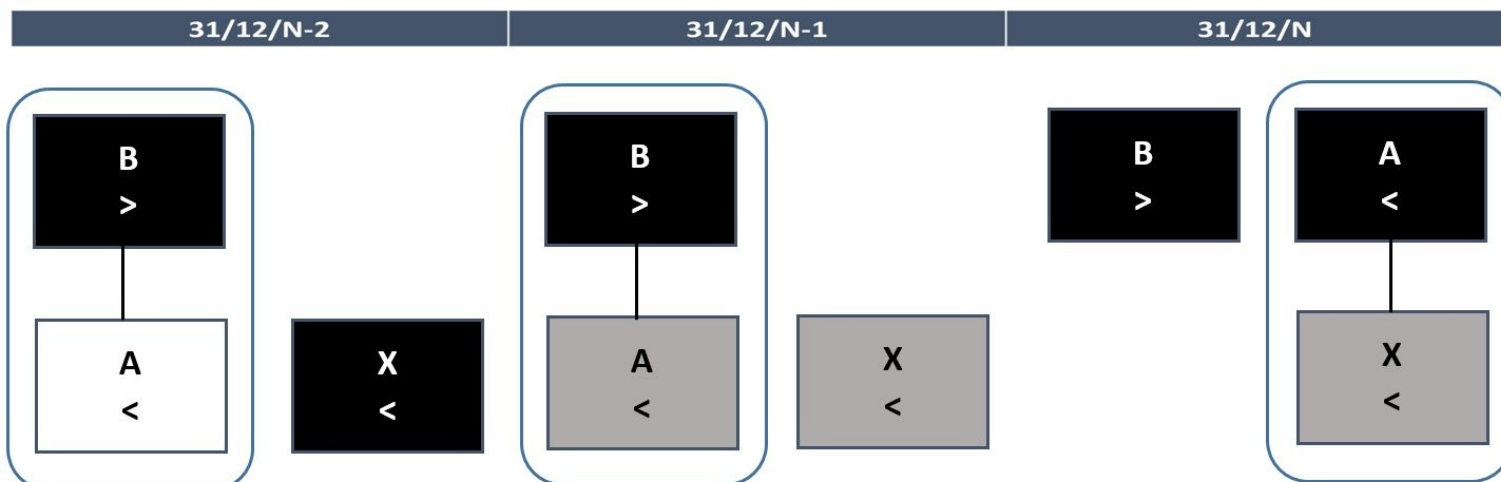 31/12/N-2
31/12/N-1
31/12/N
B
>
B
>
B
>
A
<
A
<
X
<
A
<
X
<
X
<